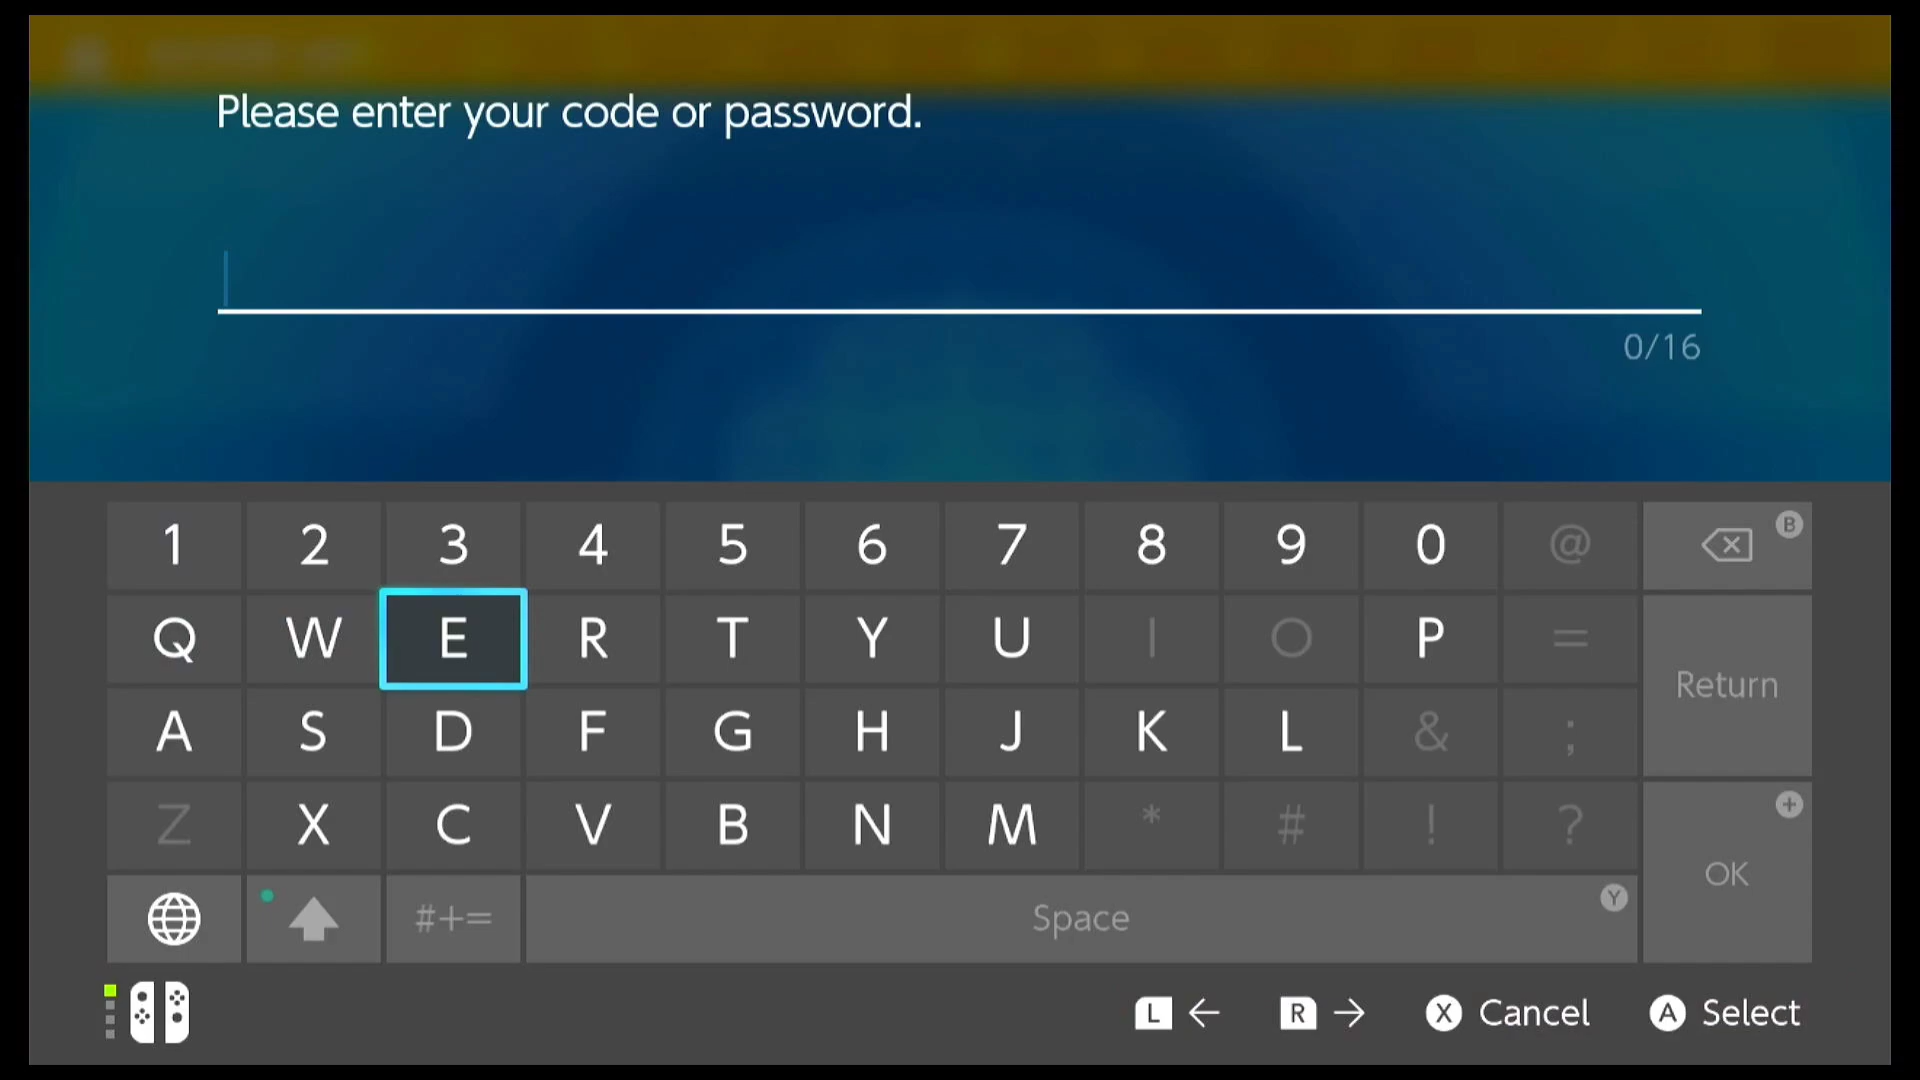 Please enter your code or password.
0/16
1 2 3 4 5 6 7 8 9 0 @ B
Q W E R T Y U I O P = Return
A S D F G H J K L & ;
Z X C V B N M * # ! ? + OK
#+= Space Y
L ← R → X Cancel A Select